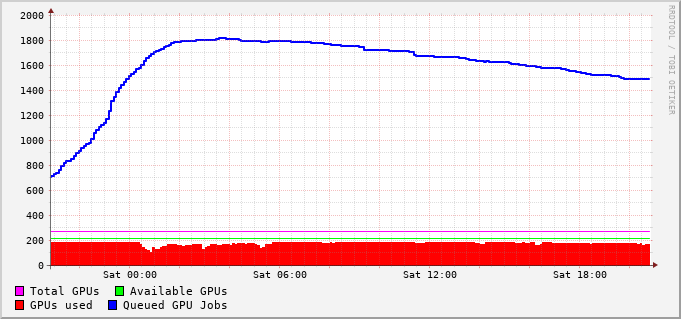 2000
1800
1600
1400
1200
1000
800
600
400
200
0
Sat 00:00 Sat 06:00 Sat 12:00 Sat 18:00
Total GPUs Available GPUs
GPUs used Queued GPU Jobs
RRDTOOL / TOBI OETIKER